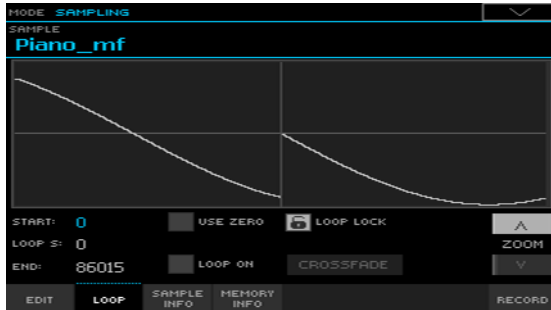 MODE SAMPLING
SAMPLE
Piano_mf
START: 0 USE ZERO LOOP LOCK
LOOP S: 0 ZOOM
END: 86015 LOOP ON CROSSFADE
EDIT LOOP SAMPLE INFO MEMORY INFO RECORD